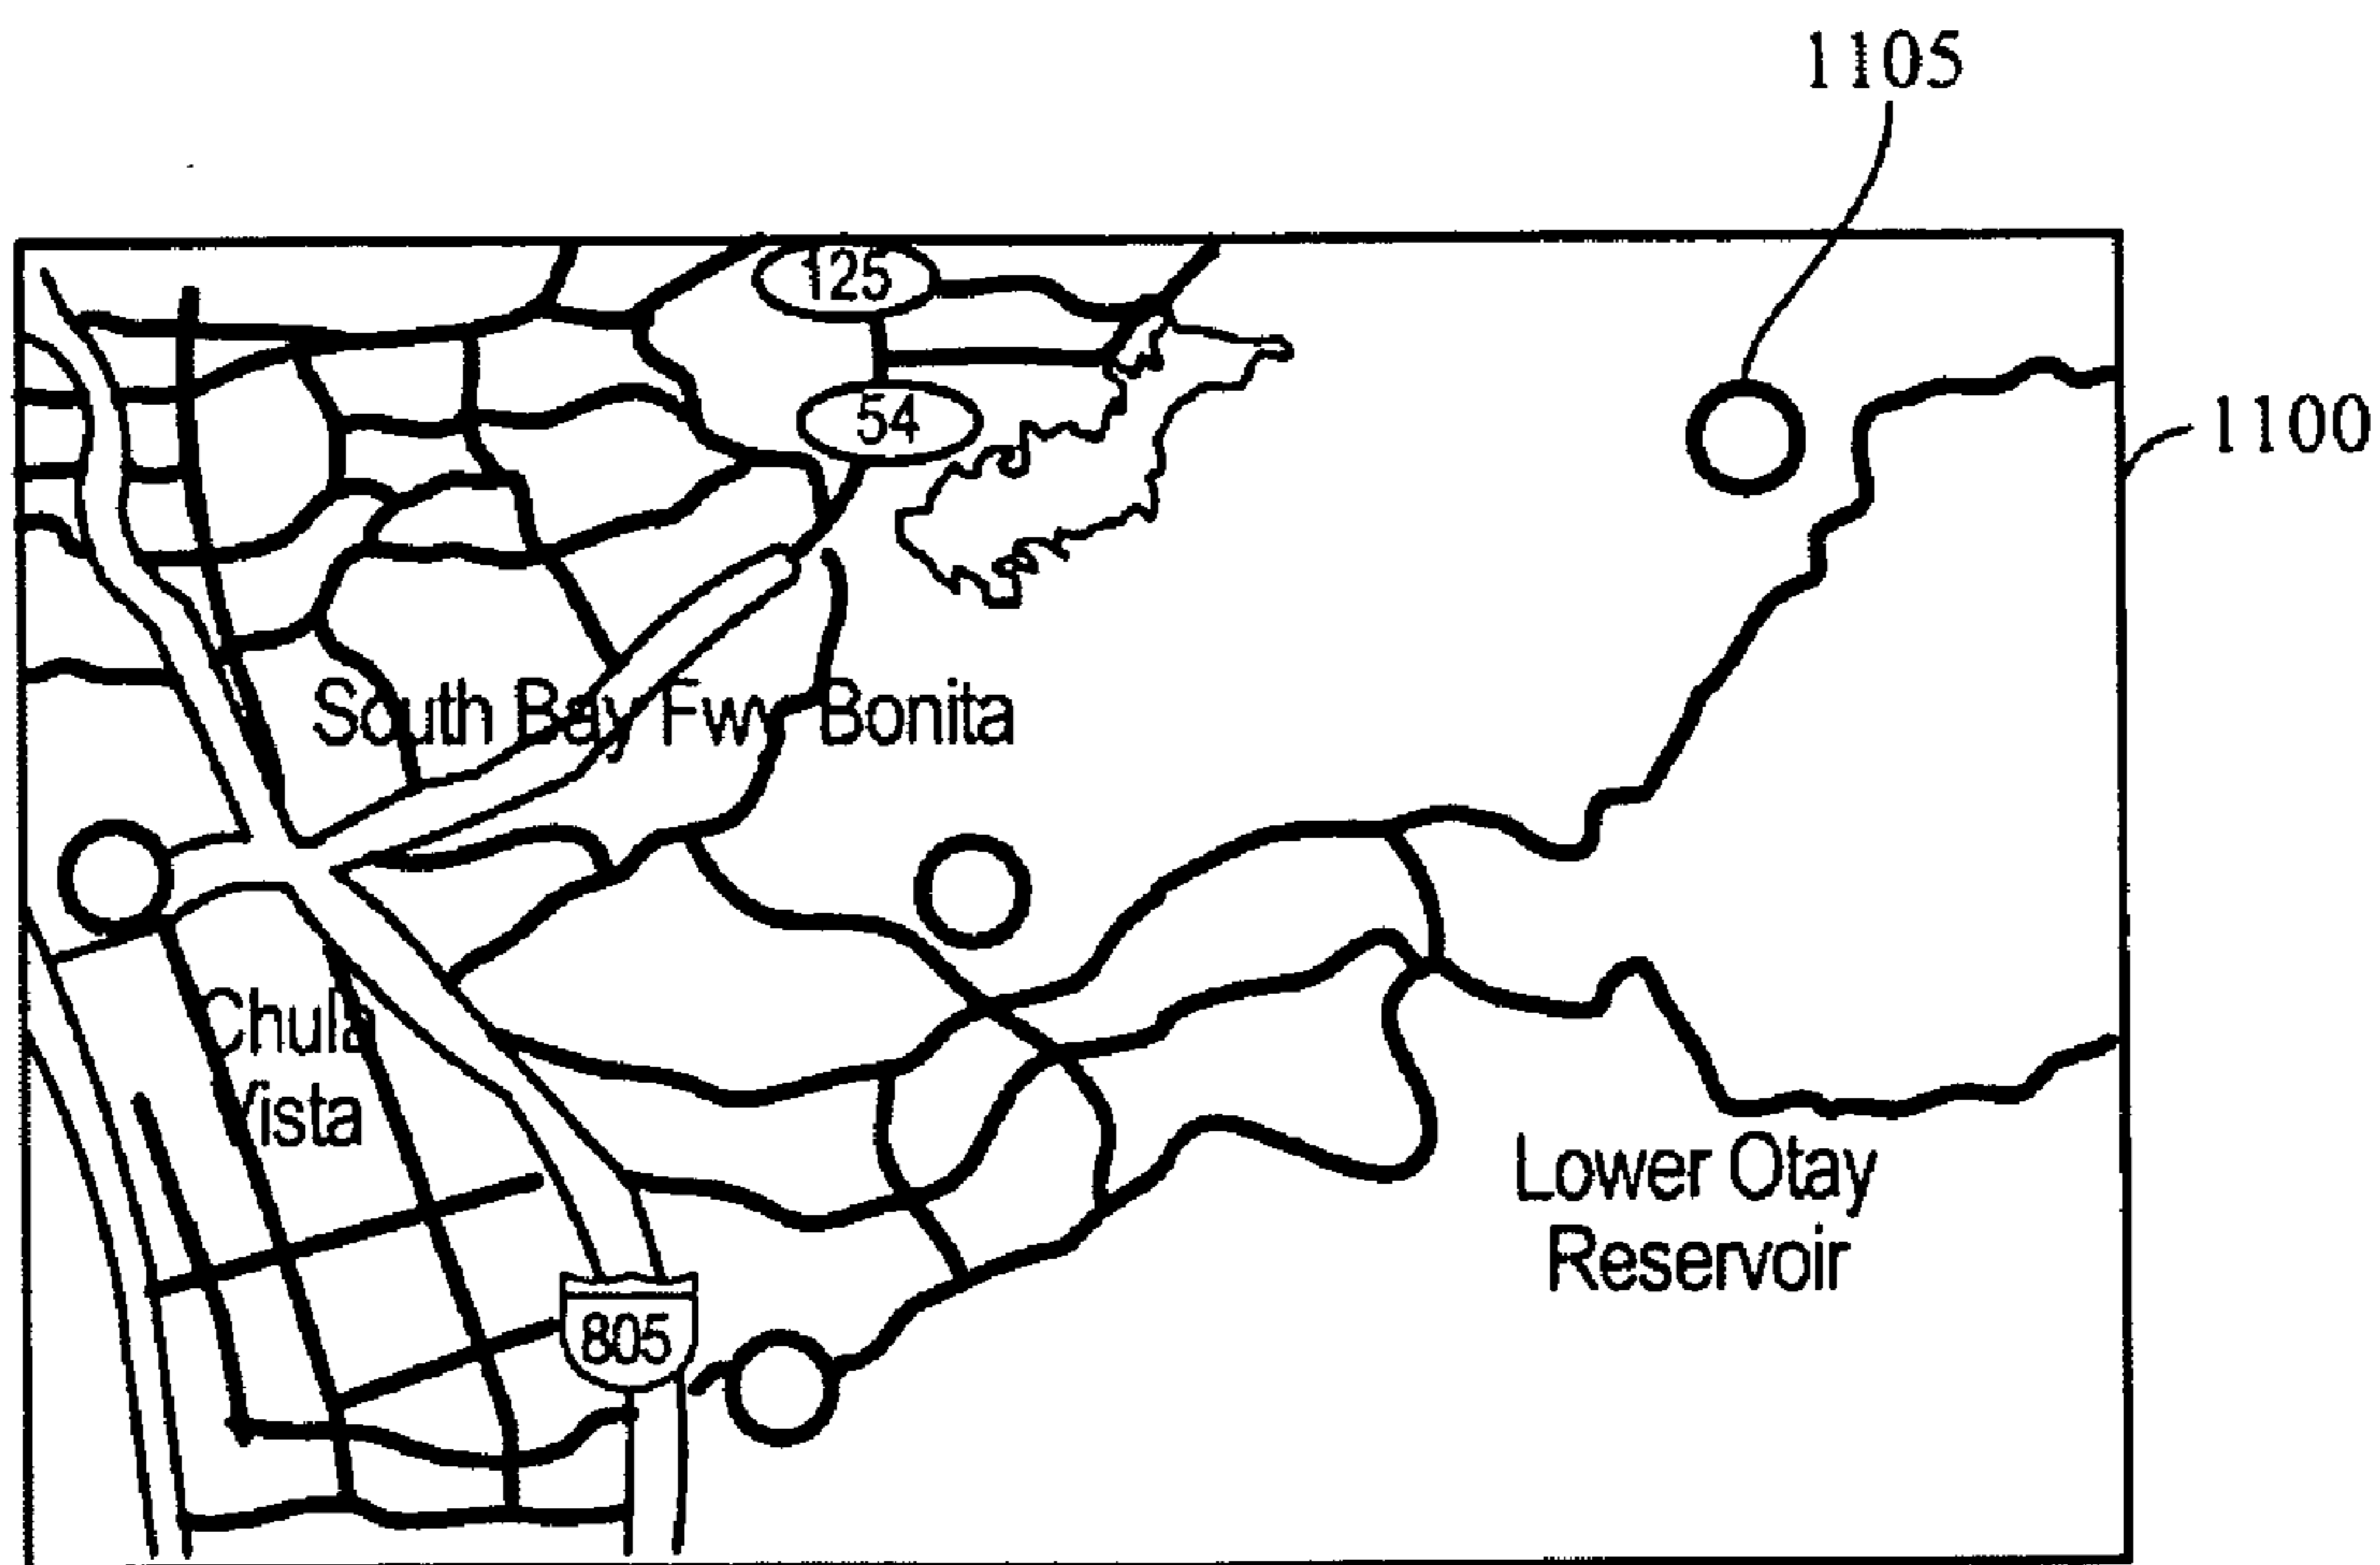 1105
125
54
1100
South Bay Fwy Bonita
Chula
Vista
Lower Otay
Reservoir
805